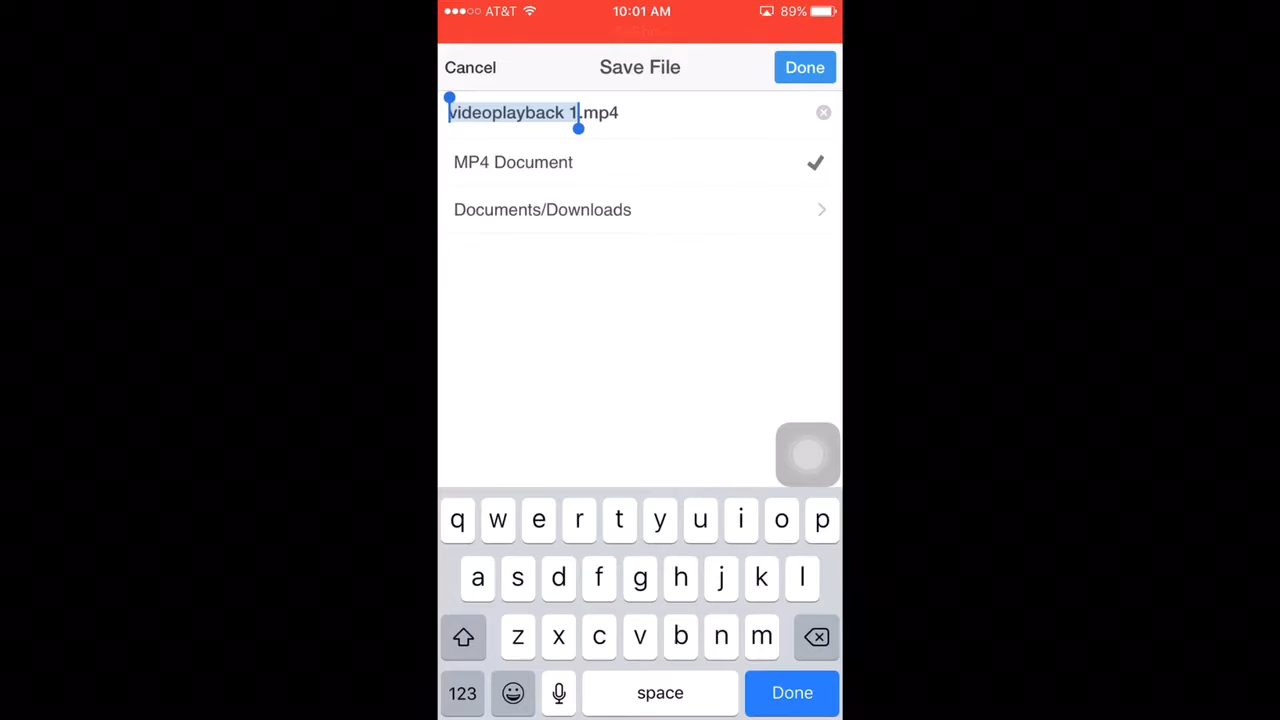 AT&T 10:01 AM 89%
Cancel Save File Done
videoplayback 1.mp4
MP4 Document
Documents/Downloads
q w e r t y u i o p
a s d f g h j k l
z x c v b n m
123 space Done